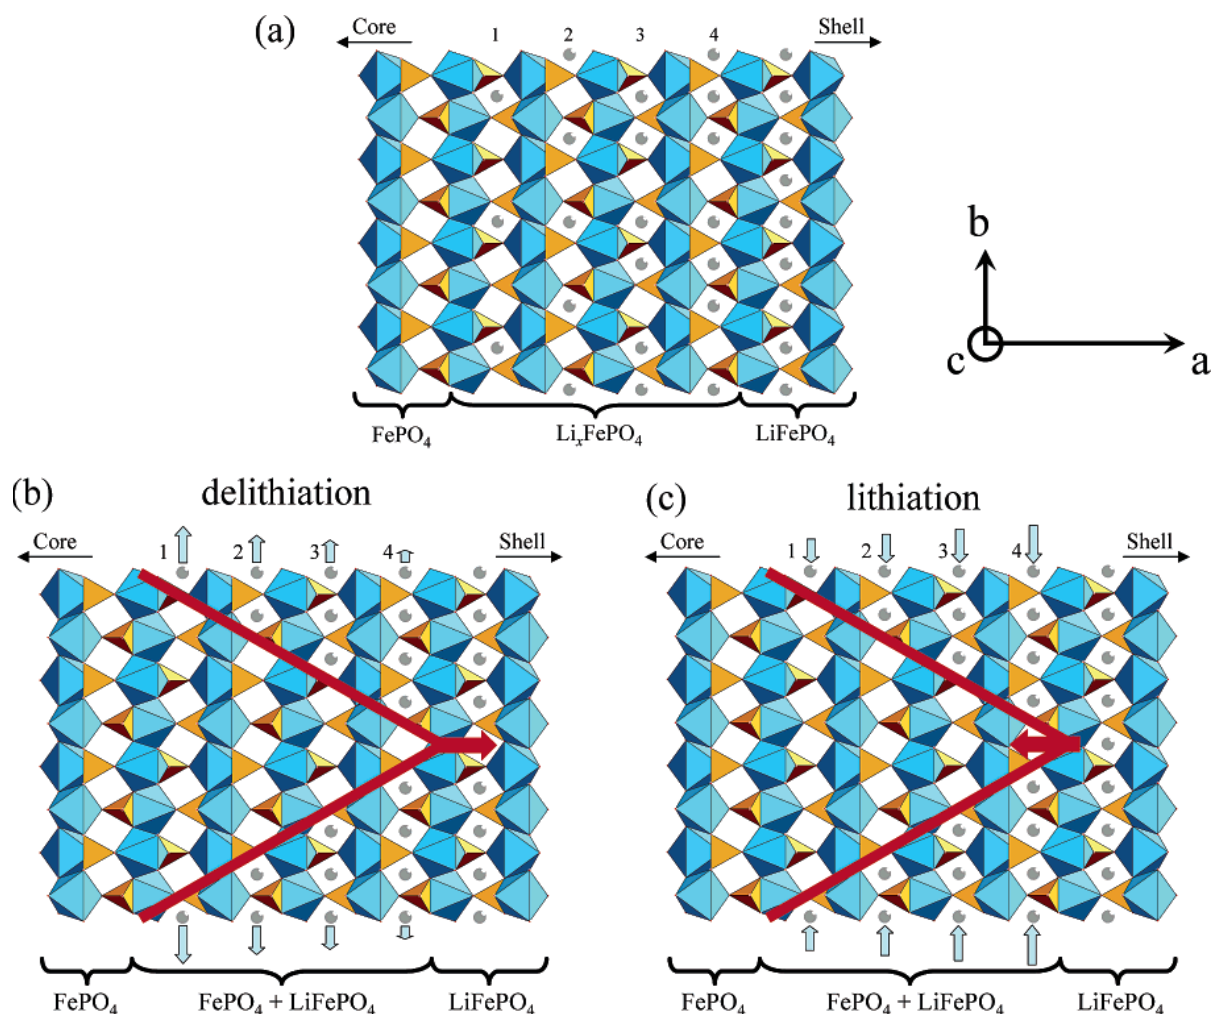 (a)
Core 1 2 3 4 Shell
b
c
a
FePO4 LixFePO4 LiFePO4
(b) delithiation
Core 1 2 3 4 Shell
FePO4 FePO4 + LiFePO4 LiFePO4
(c) lithiation
Core 1 2 3 4 Shell
FePO4 FePO4 + LiFePO4 LiFePO4